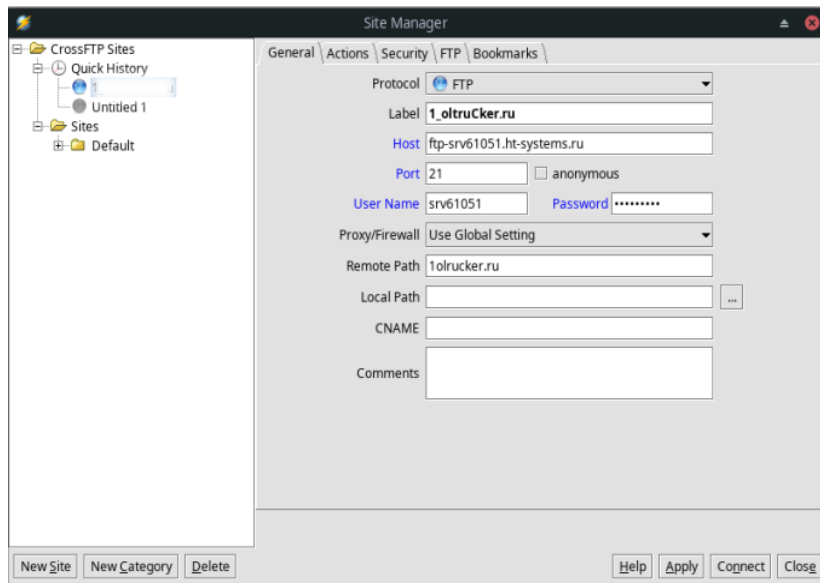 Site Manager
CrossFTP Sites
Quick History
Untitled 1
Sites
Default
General Actions Security FTP Bookmarks
Protocol FTP
Label 1_oltruCker.ru
Host ftp-srv61051.ht-systems.ru
Port 21 anonymous
User Name srv61051 Password •••••••••
Proxy/Firewall Use Global Setting
Remote Path 1olrucker.ru
Local Path ...
CNAME
Comments
New Site New Category Delete Help Apply Connect Close